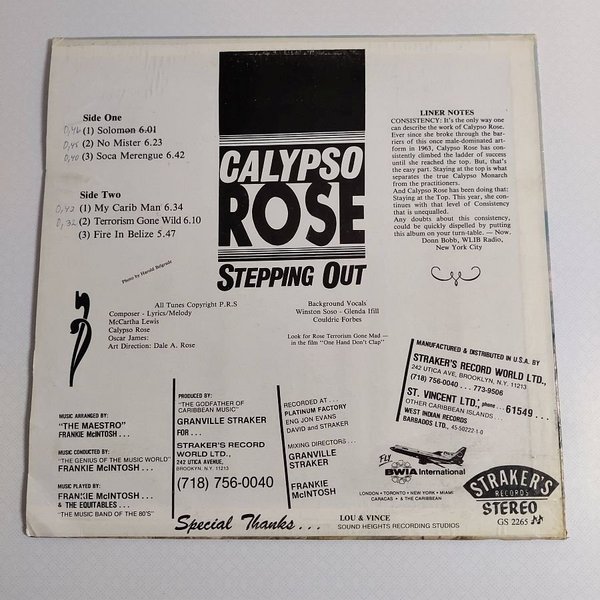 Side One
0,46 (1) Solomon 6.01
0,45 (2) No Mister 6.23
0,40 (3) Soca Merengue 6.42
Side Two
0,42 (1) My Carib Man 6.34
0,32 (2) Terrorism Gone Wild 6.10
(3) Fire In Belize 5.47
Photo by Harold Belgrade
CALYPSO
ROSE
STEPPING OUT
LINER NOTES
CONSISTENCY: It's the only way one
can describe the work of Calypso Rose.
Ever since she broke through the bar-
riers of this once male-dominated art-
form in 1963, Calypso Rose has con-
sistently climbed the ladder of success
until she reached the top. But, that's
the easy part. Staying at the top is what
separates the true Calypso Monarch
from the practitioners.
And Calypso Rose has been doing that:
Staying at the Top. This year, she con-
tinues with that level of Consistency
that is unequalled.
Any doubts about this consistency,
could be quickly dispelled by putting
this album on your turn-table. — Now.
Donn Bobb, WLIB Radio,
New York City
All Tunes Copyright P.R.S
Composer - Lyrics/Melody
McCartha Lewis
Calypso Rose
Oscar James:
Art Direction: Dale A. Rose
Background Vocals
Winston Soso - Glenda Ifill
Couldric Forbes
Look for Rose Terrorism Gone Mad —
in the film "One Hand Don't Clap"
MANUFACTURED & DISTRIBUTED IN U.S.A. BY
STRAKER'S RECORD WORLD LTD.,
242 UTICA AVE, BROOKLYN, N.Y. 11213
(718) 756-0040 . . . 773-9506
ST. VINCENT LTD.; phone . . . 61549 . . .
OTHER CARIBBEAN ISLANDS . . .
WEST INDIAN RECORDS
BARBADOS LTD., 45-59222-1-0
MUSIC ARRANGED BY:
"THE MAESTRO"
FRANKIE McINTOSH . . .
MUSIC CONDUCTED BY:
"THE GENIUS OF THE MUSIC WORLD"
FRANKIE McINTOSH . . .
MUSIC PLAYED BY:
FRANKIE McINTOSH . . .
& THE EQUITABLES . . .
"THE MUSIC BAND OF THE 80'S"
PRODUCED BY:
"THE GODFATHER OF
CARIBBEAN MUSIC"
GRANVILLE STRAKER
FOR . . .
STRAKER'S RECORD
WORLD LTD.,
242 UTICA AVENUE,
BROOKLYN, N.Y. 11213
(718) 756-0040
RECORDED AT . . .
PLATINUM FACTORY
ENG JON EVANS
DAVID and STRAKER
MIXING DIRECTORS . . .
GRANVILLE
STRAKER
FRANKIE
McINTOSH
FLY
BWIA International
LONDON • TORONTO • NEW YORK • MIAMI
CARACAS • & THE CARIBBEAN
STRAKER'S
RECORDS
STEREO
GS 2265
Special Thanks . . .
LOU & VINCE
SOUND HEIGHTS RECORDING STUDIOS